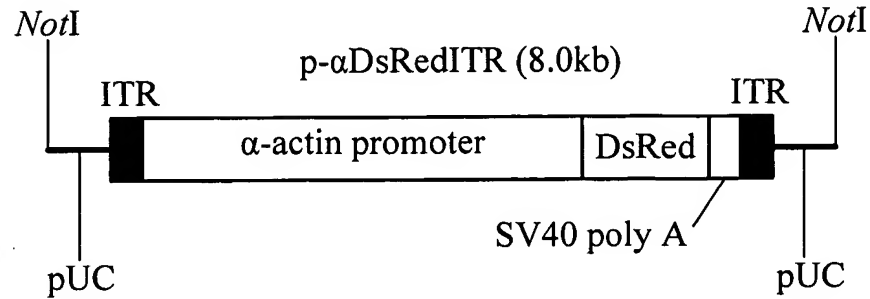 NotI
NotI
p-αDsRedITR (8.0kb)
ITR
ITR
α-actin promoter
DsRed
SV40 poly A
pUC
pUC